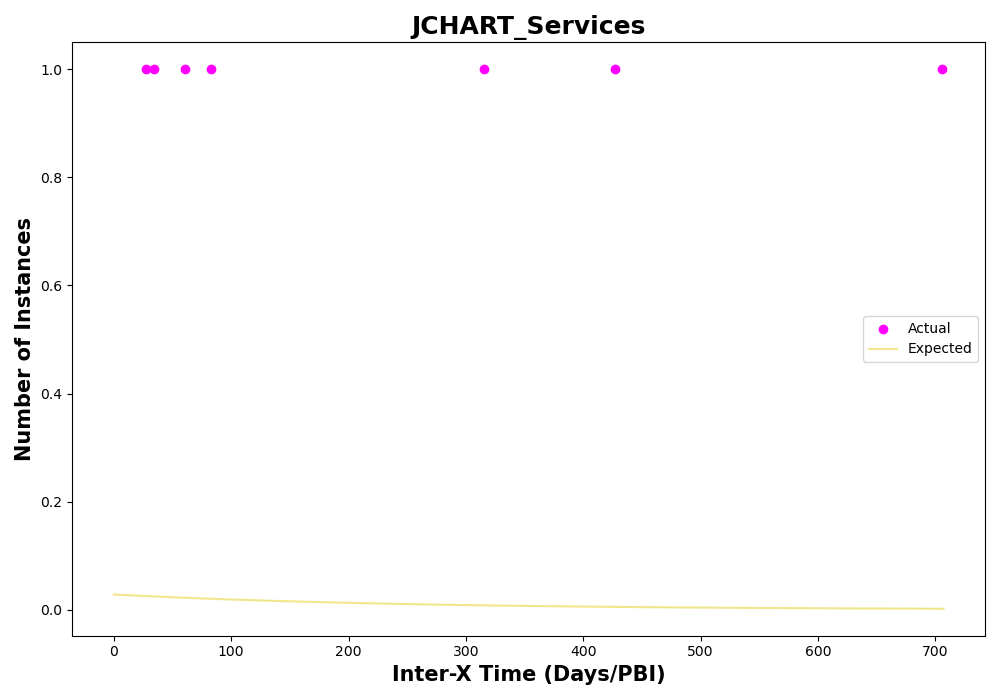 JCHART_Services
Number of Instances
1.0
0.8
0.6
0.4
0.2
0.0
Actual
Expected
0 100 200 300 400 500 600 700
Inter-X Time (Days/PBI)